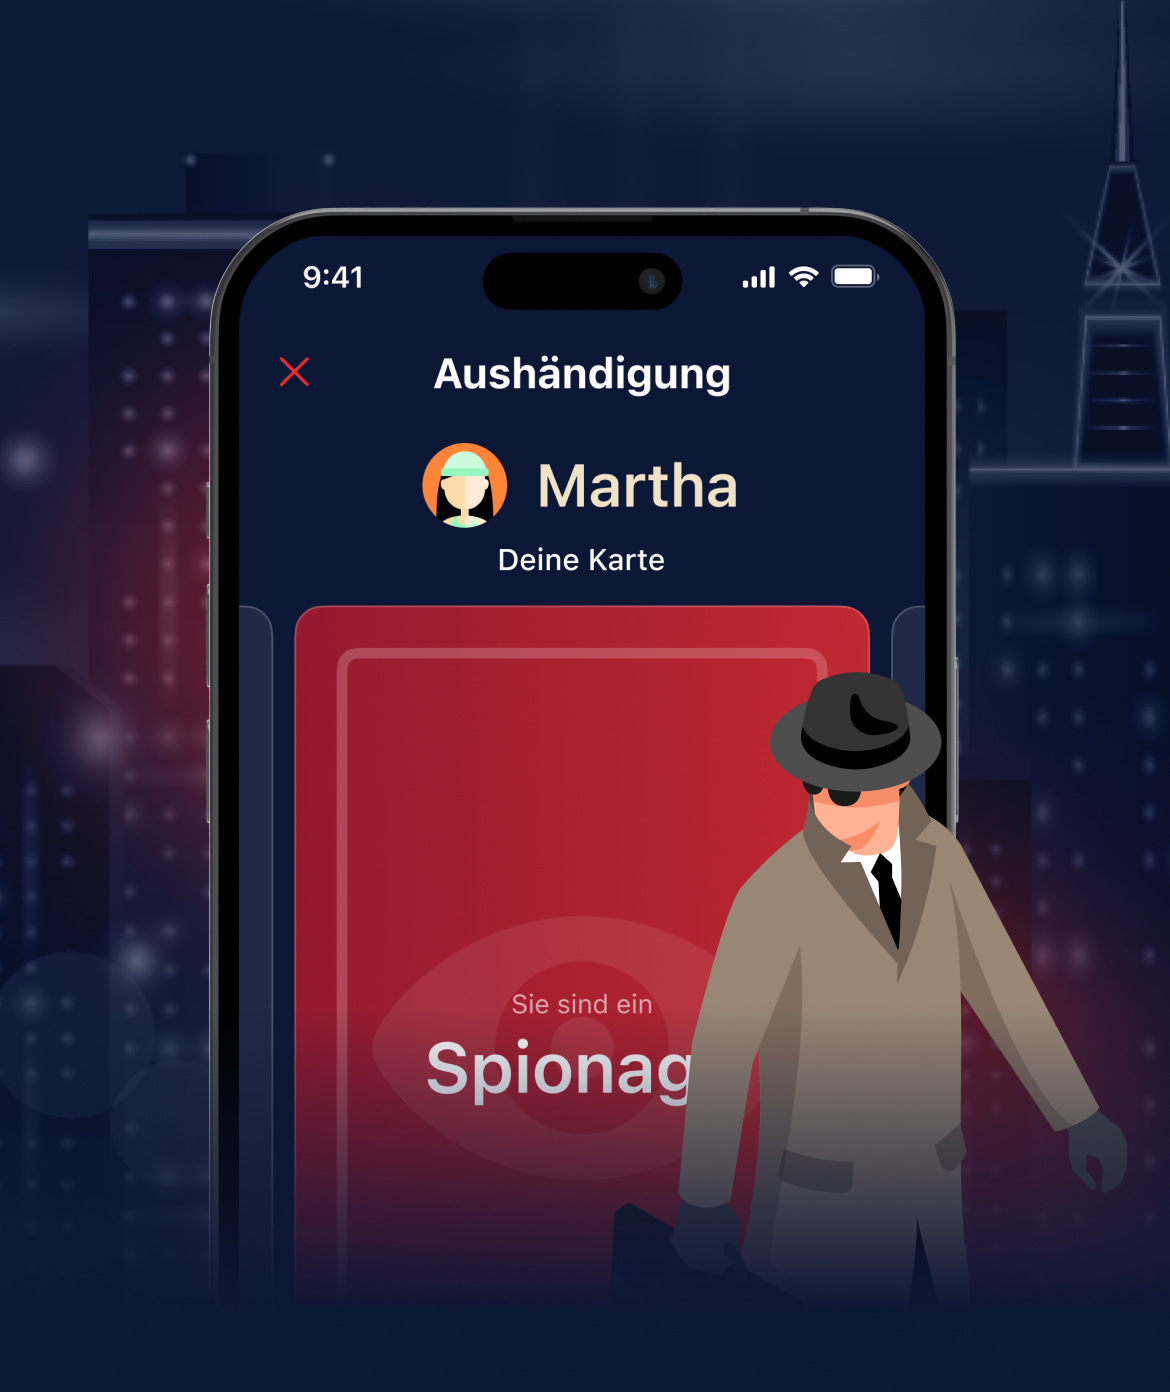 9:41
Aushändigung
Martha
Deine Karte
Sie sind ein
Spionag